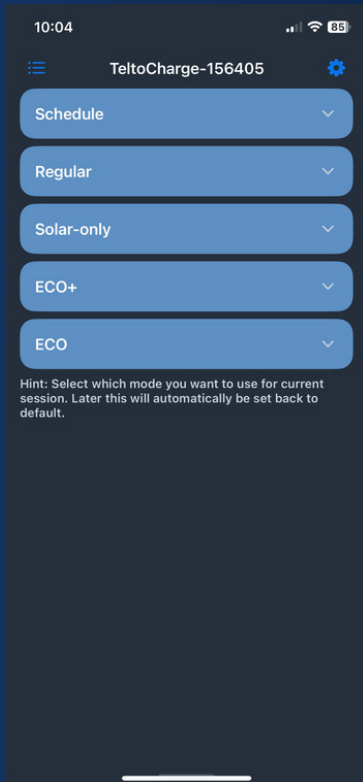 10:04
85
TeltoCharge-156405
Schedule
Regular
Solar-only
ECO+
ECO
Hint: Select which mode you want to use for current
session. Later this will automatically be set back to
default.